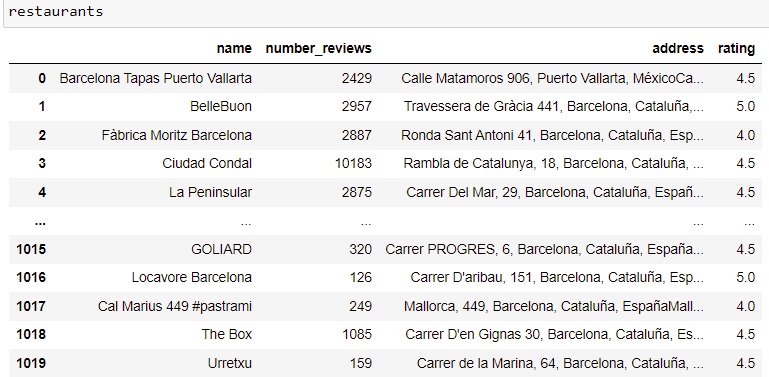 restaurants
name number_reviews address rating
0 Barcelona Tapas Puerto Vallarta 2429 Calle Matamoros 906, Puerto Vallarta, MéxicoCa... 4.5
1 BelleBuon 2957 Travessera de Gràcia 441, Barcelona, Cataluña,... 5.0
2 Fàbrica Moritz Barcelona 2887 Ronda Sant Antoni 41, Barcelona, Cataluña, Esp... 4.0
3 Ciudad Condal 10183 Rambla de Catalunya, 18, Barcelona, Cataluña, ... 4.5
4 La Peninsular 2875 Carrer Del Mar, 29, Barcelona, Cataluña, Españ... 4.5
... ... ... ... ...
1015 GOLIARD 320 Carrer PROGRES, 6, Barcelona, Cataluña, España... 4.5
1016 Locavore Barcelona 126 Carrer D'aribau, 151, Barcelona, Cataluña, Esp... 5.0
1017 Cal Marius 449 #pastrami 249 Mallorca, 449, Barcelona, Cataluña, EspañaMall... 4.0
1018 The Box 1085 Carrer D'en Gignas 30, Barcelona, Cataluña, Es... 4.5
1019 Urretxu 159 Carrer de la Marina, 64, Barcelona, Cataluña, ... 4.5